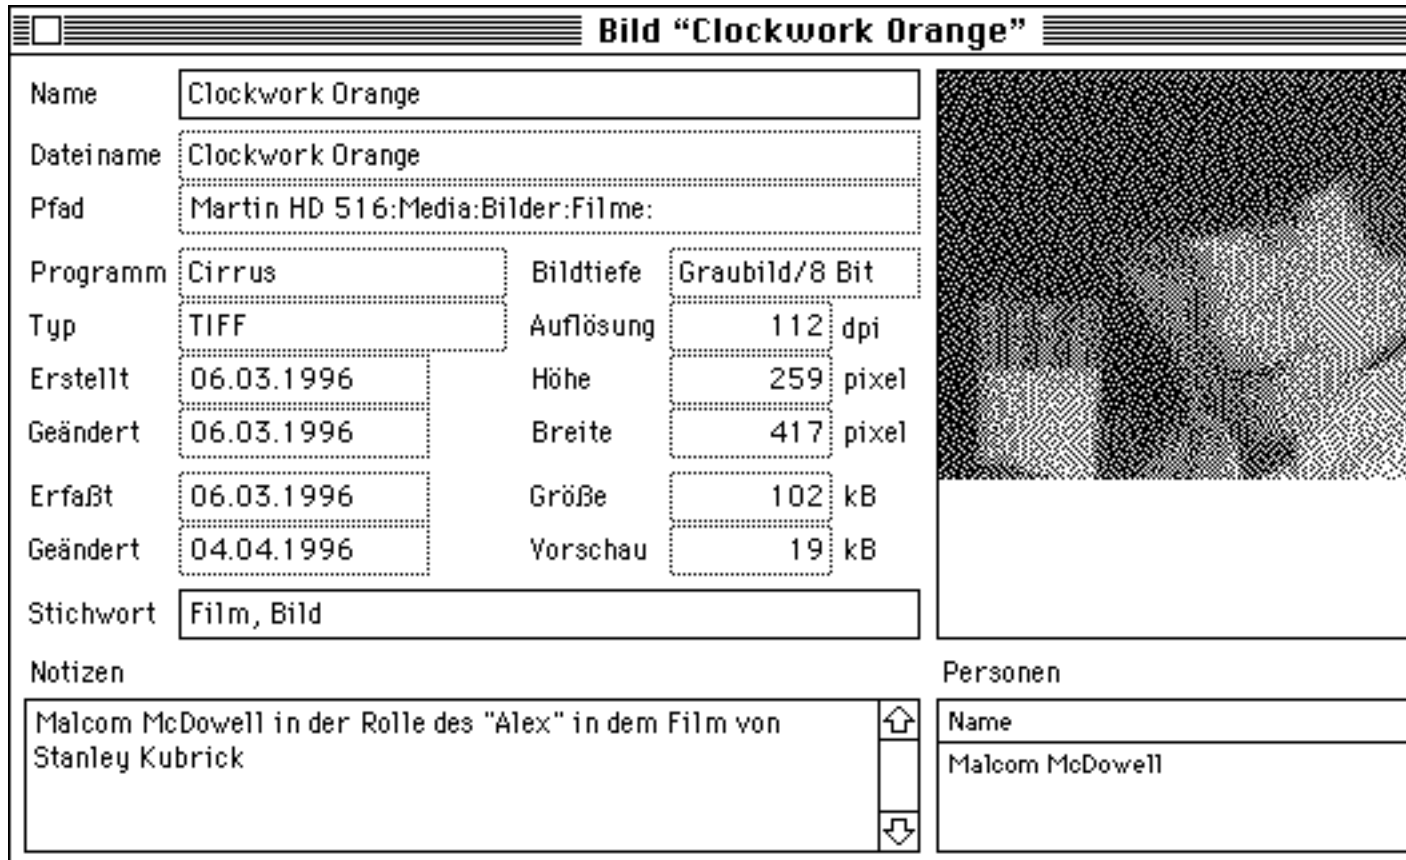 Bild “Clockwork Orange”
Name Clockwork Orange
Dateiname Clockwork Orange
Pfad Martin HD 516:Media:Bilder:Filme:
Programm Cirrus Bildtiefe Graubild/8 Bit
Typ TIFF Auflösung 112 dpi
Erstellt 06.03.1996 Höhe 259 pixel
Geändert 06.03.1996 Breite 417 pixel
Erfaßt 06.03.1996 Größe 102 kB
Geändert 04.04.1996 Vorschau 19 kB
Stichwort Film, Bild
Notizen
Malcom McDowell in der Rolle des "Alex" in dem Film von
Stanley Kubrick
Personen
Name
Malcom McDowell